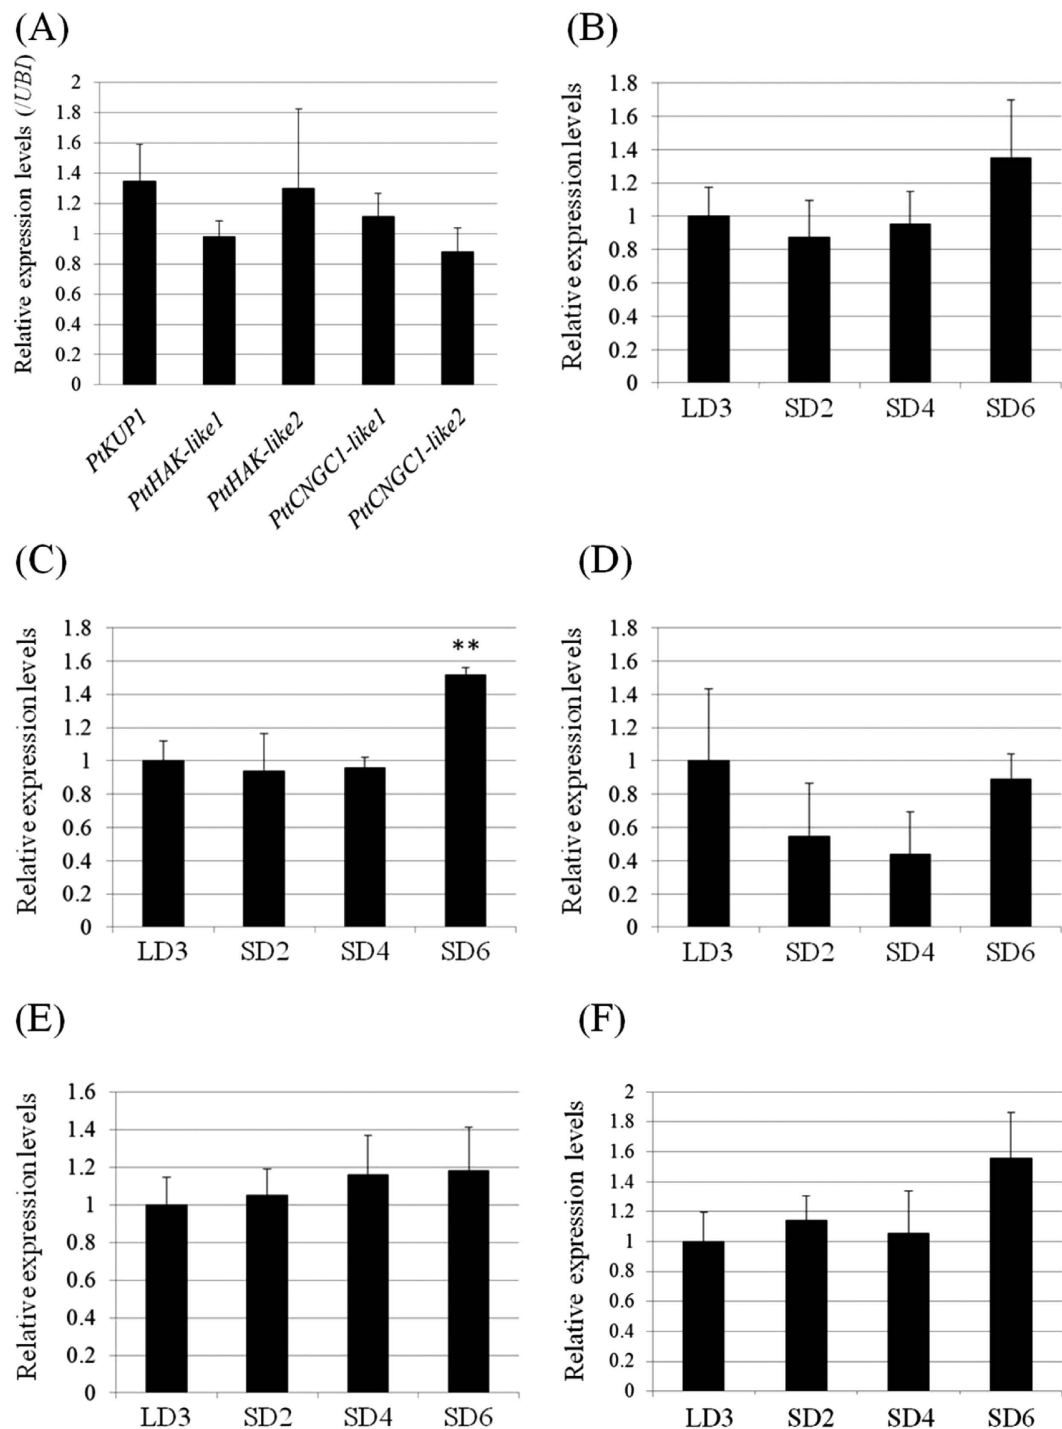 (A)
Relative expression levels (/UBI)
2
1.8
1.6
1.4
1.2
1
0.8
0.6
0.4
0.2
0
PtKUP1
PttHAK-like1
PttHAK-like2
PttCNGC1-like1
PttCNGC1-like2
(B)
Relative expression levels
1.8
1.6
1.4
1.2
1
0.8
0.6
0.4
0.2
0
LD3 SD2 SD4 SD6
(C)
Relative expression levels
1.8
1.6
1.4
1.2
1
0.8
0.6
0.4
0.2
0
**
LD3 SD2 SD4 SD6
(D)
Relative expression levels
1.8
1.6
1.4
1.2
1
0.8
0.6
0.4
0.2
0
LD3 SD2 SD4 SD6
(E)
Relative expression levels
1.6
1.4
1.2
1
0.8
0.6
0.4
0.2
0
LD3 SD2 SD4 SD6
(F)
Relative expression levels
2
1.8
1.6
1.4
1.2
1
0.8
0.6
0.4
0.2
0
LD3 SD2 SD4 SD6